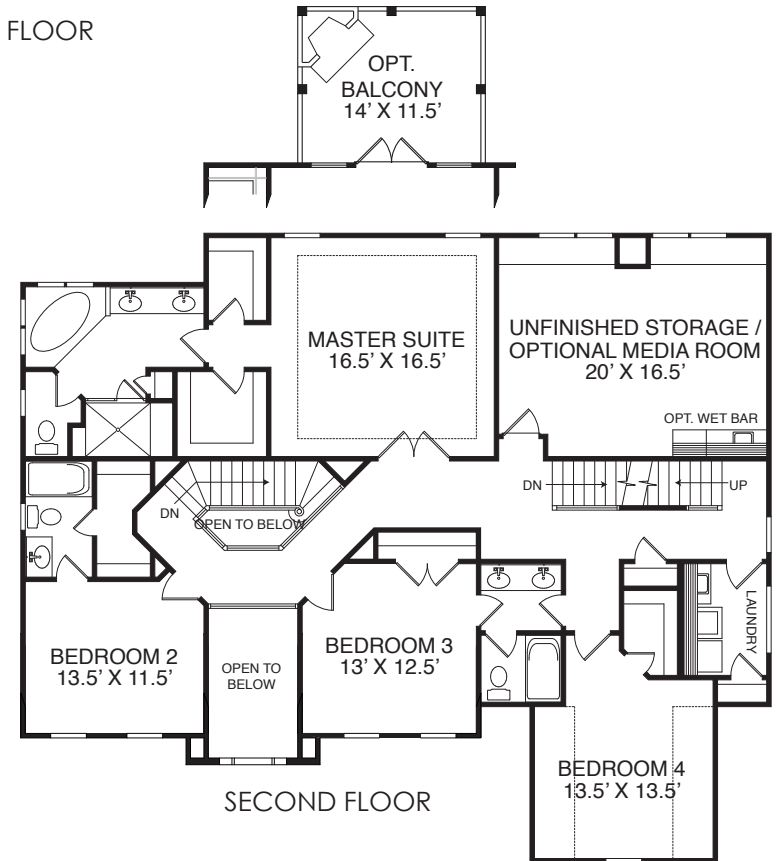 FLOOR
OPT.
BALCONY
14’ X 11.5’
MASTER SUITE
16.5’ X 16.5’
UNFINISHED STORAGE /
OPTIONAL MEDIA ROOM
20’ X 16.5’
OPT. WET BAR
DN
OPEN TO BELOW
DN
UP
LAUNDRY
BEDROOM 2
13.5’ X 11.5’
OPEN TO
BELOW
BEDROOM 3
13’ X 12.5’
BEDROOM 4
13.5’ X 13.5’
SECOND FLOOR